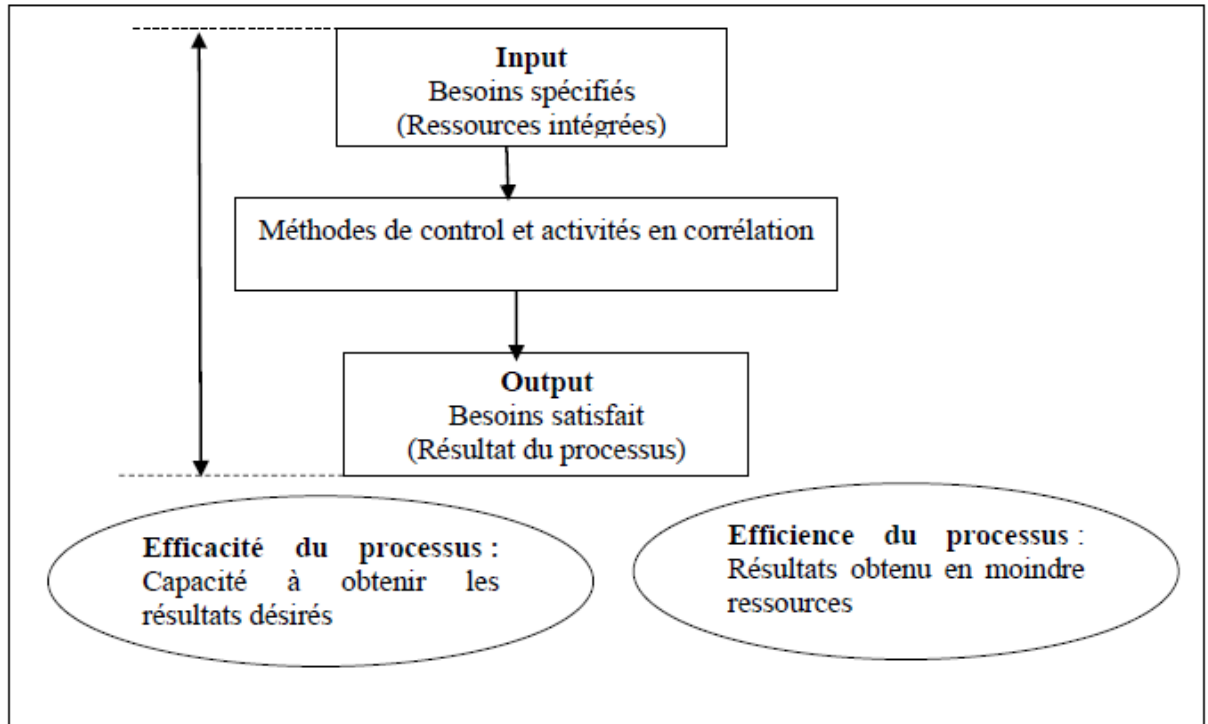 Input
Besoins spécifiés
(Ressources intégrées)
Méthodes de control et activités en corrélation
Output
Besoins satisfait
(Résultat du processus)
Efficacité du processus :
Capacité à obtenir les
résultats désirés
Efficience du processus :
Résultats obtenu en moindre
ressources